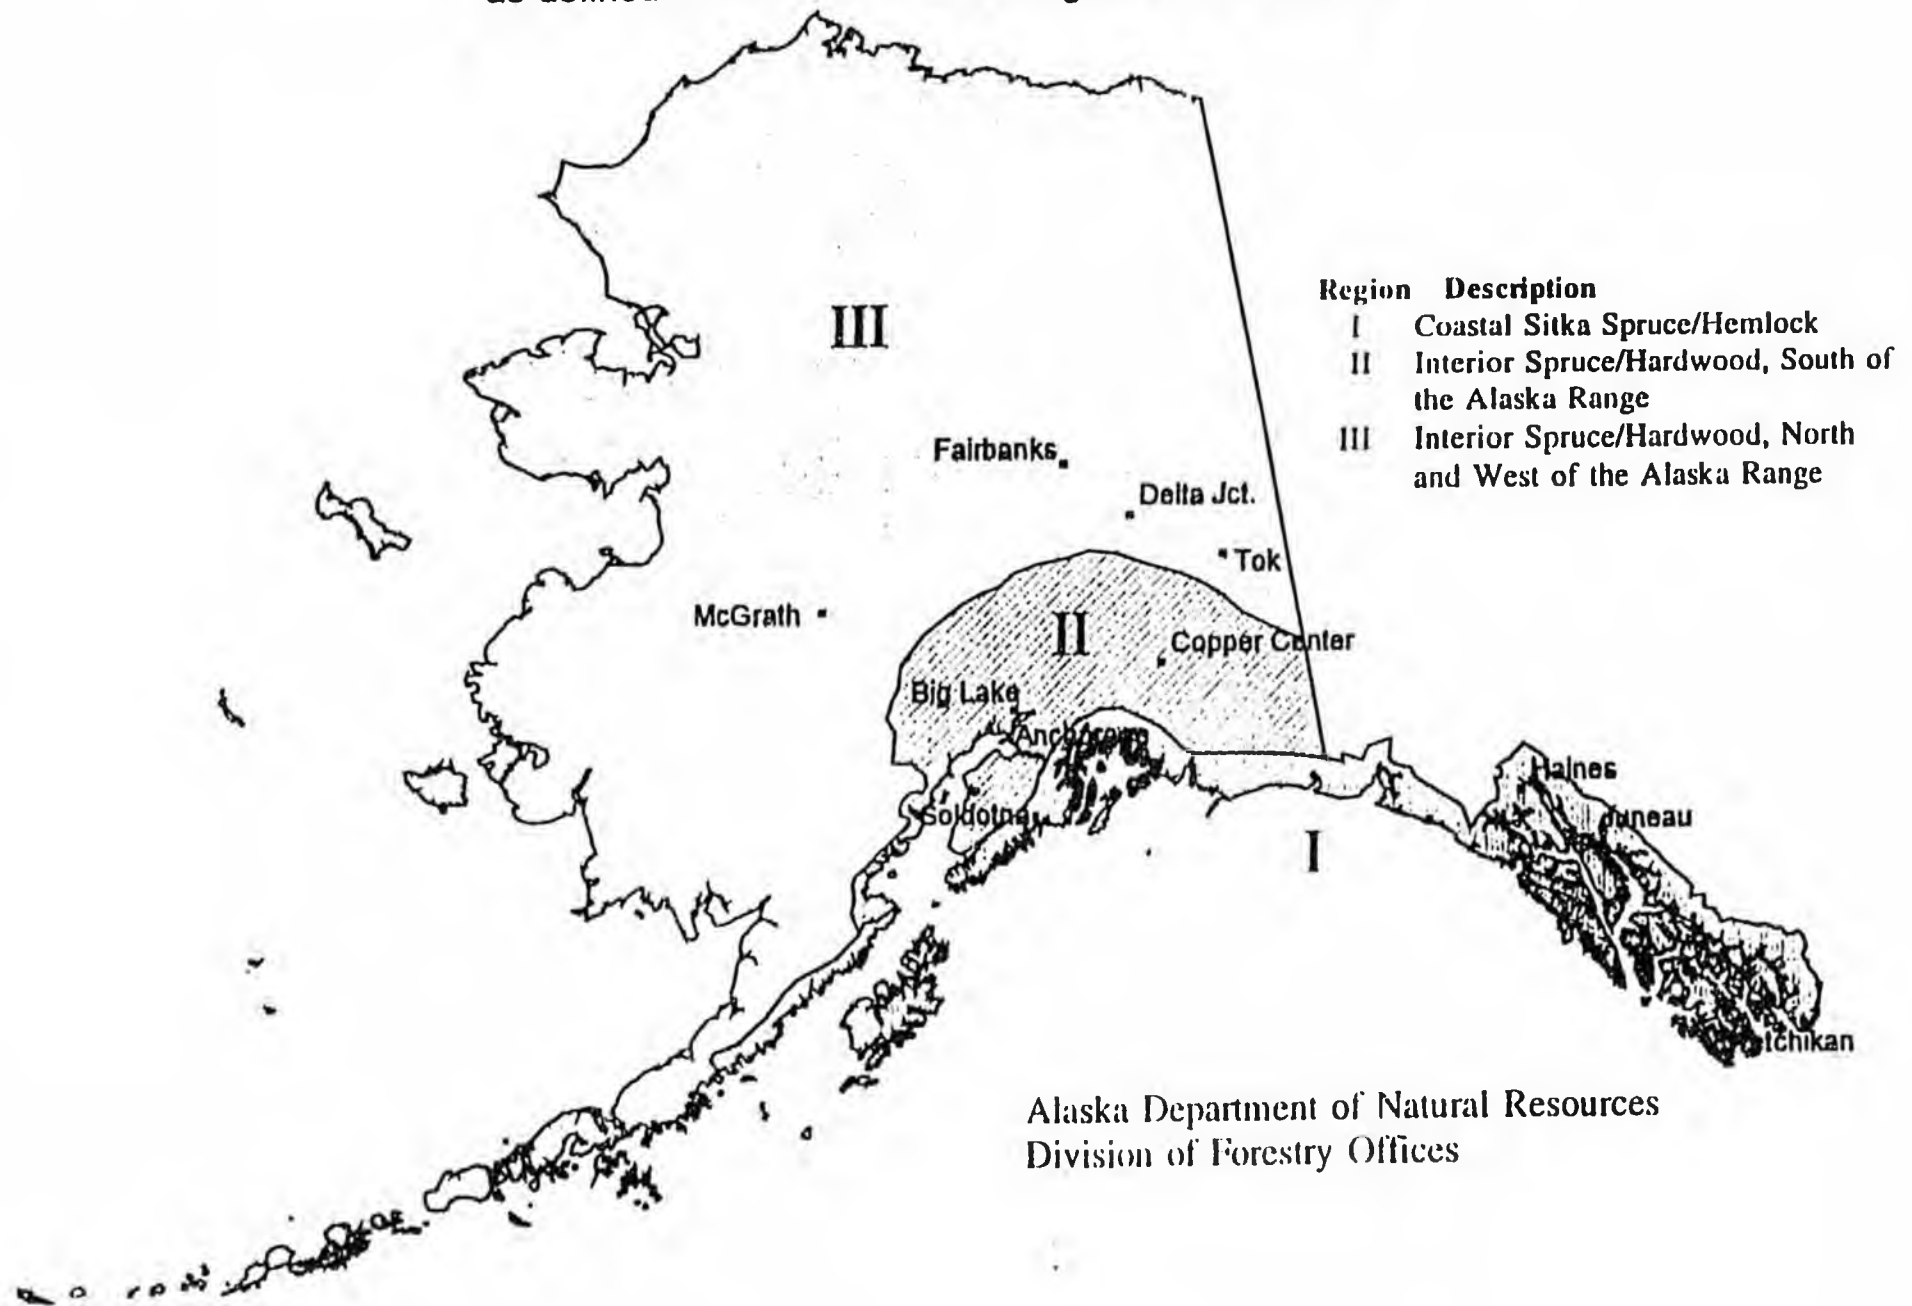 III
Region Description
I Coastal Sitka Spruce/Hemlock
II Interior Spruce/Hardwood, South of
the Alaska Range
III Interior Spruce/Hardwood, North
and West of the Alaska Range
Fairbanks
Delta Jct.
Tok
McGrath
II
Copper Center
Big Lake
Anchorage
Soldotna
Haines
Juneau
I
Alaska Department of Natural Resources
Division of Forestry Offices